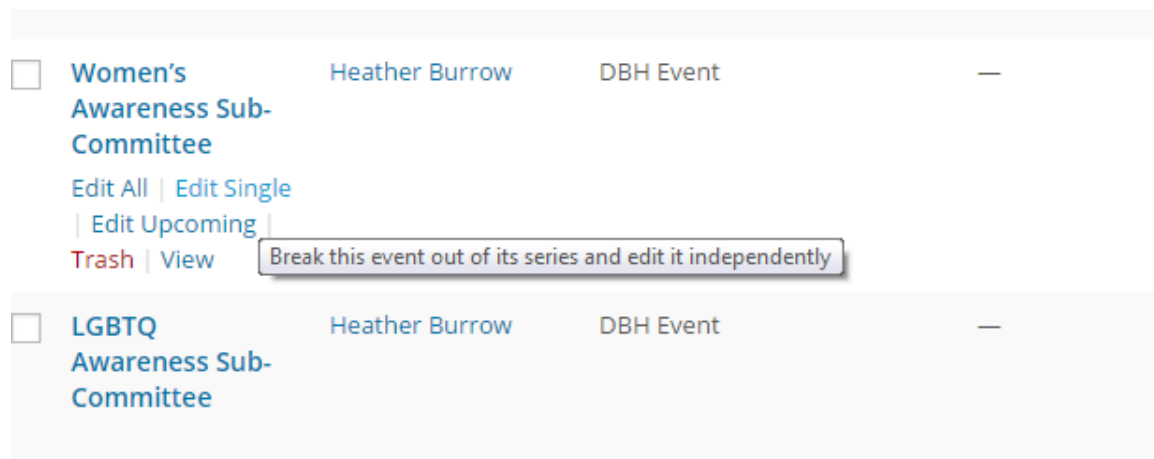 Women's Heather Burrow DBH Event —
Awareness Sub-
Committee
Edit All | Edit Single
| Edit Upcoming |
Trash | View
Break this event out of its series and edit it independently
LGBTQ Heather Burrow DBH Event —
Awareness Sub-
Committee